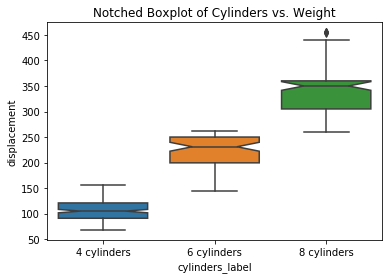 Notched Boxplot of Cylinders vs. Weight
450
400
350
300
250
200
150
100
50
displacement
4 cylinders
6 cylinders
8 cylinders
cylinders_label